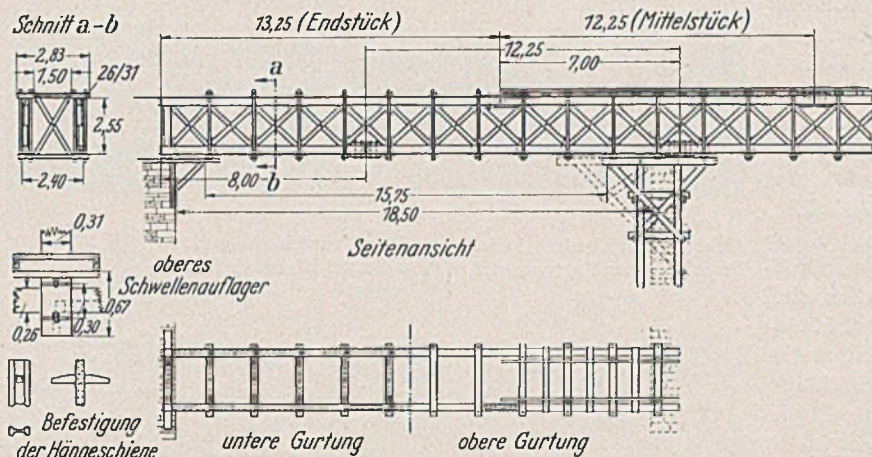 Schnitt a.-b
2,83
1,50
26/31
2,55
2,40
13,25 (Endstück)
12,25 (Mittelstück)
12,25
7,00
a
b
8,00
15,75
18,50
Seitenansicht
0,31
oberes
Schwellenauflager
0,67
0,26
0,30
Befestigung
der Hängeschiene
untere Gurtung
obere Gurtung